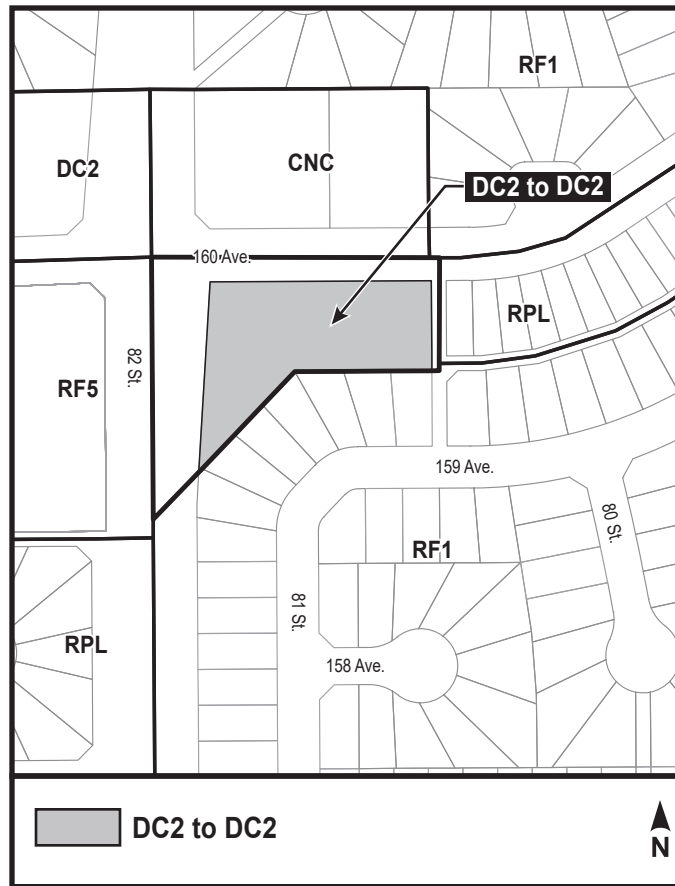 RF1
DC2
CNC
DC2 to DC2
160 Ave.
RPL
82 St.
RF5
159 Ave.
80 St.
RF1
81 St.
RPL
158 Ave.
DC2 to DC2
N